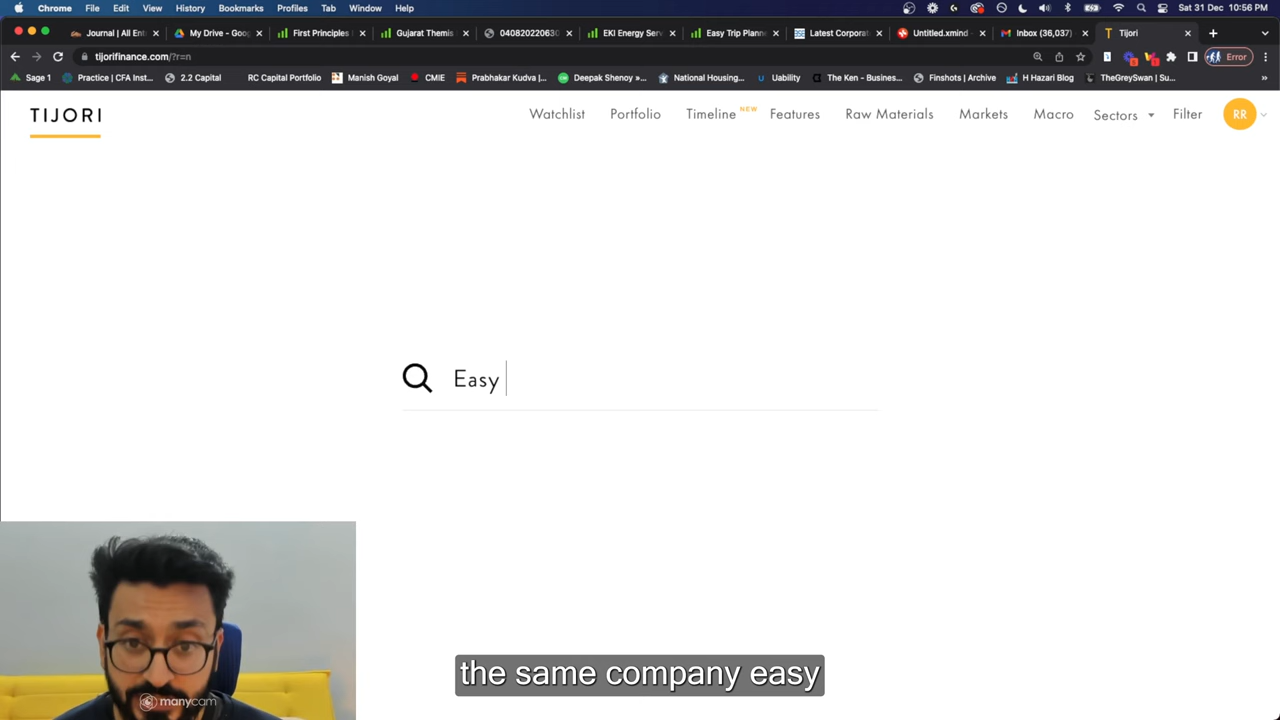 Chrome File Edit View History Bookmarks Profiles Tab Window Help Sat 31 Dec 10:56 PM
Journal | All Ent My Drive - Goo First Principles Gujarat Themis 040820220630 EKI Energy Serv Easy Trip Planne Latest Corporat Untitled.xmind Inbox (36,037) Tijori
tijorifinance.com/?r=n Error
Sage 1 Practice | CFA Inst... 2.2 Capital RC Capital Portfolio Manish Goyal CMIE Prabhakar Kudva |... Deepak Shenoy »... National Housing... Uability The Ken - Busines... Finshots | Archive H Hazari Blog TheGreySwan | Su... »
TIJORI Watchlist Portfolio Timeline NEW Features Raw Materials Markets Macro Sectors Filter RR
Easy
the same company easy
manycam